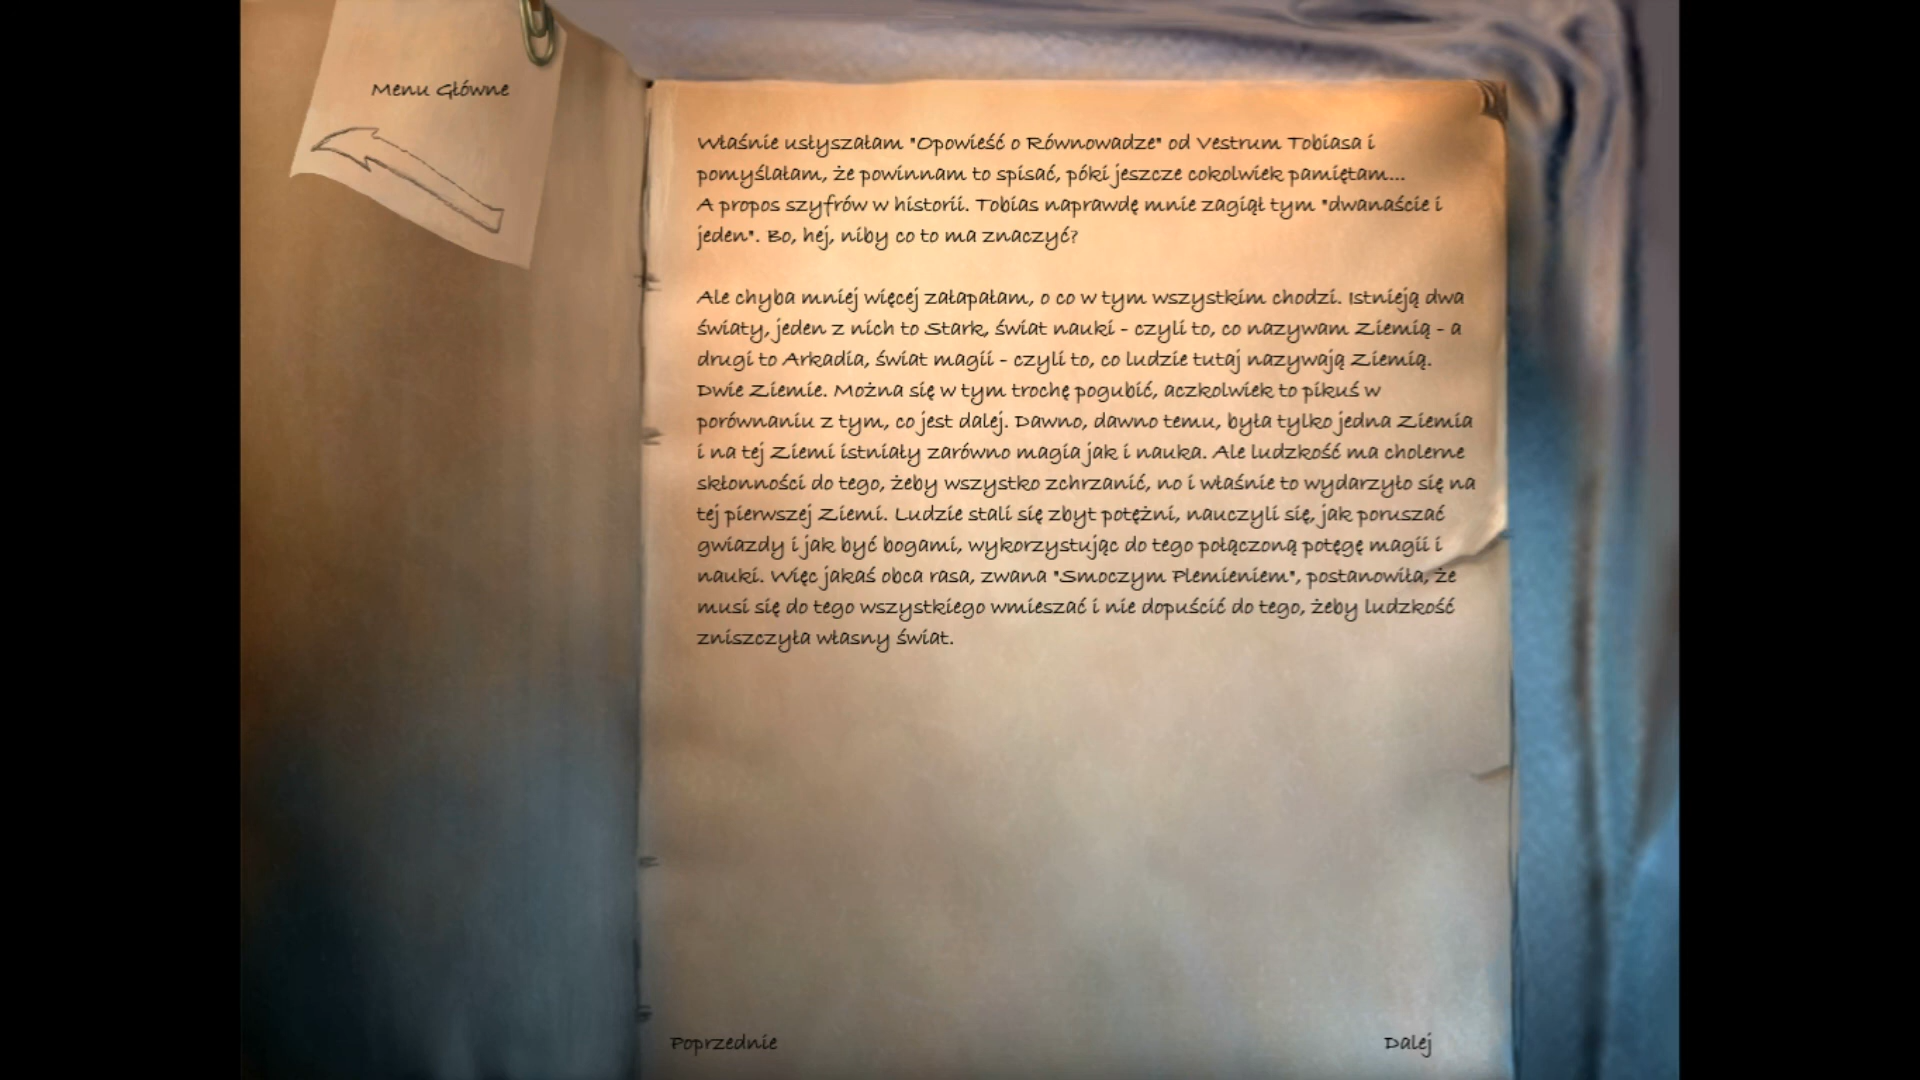 Menu Główne
Właśnie usłyszałam "Opowieść o Równowadze" od Vestrum Tobiasa i
pomyślałam, że powinnam to spisać, póki jeszcze cokolwiek pamiętam...
A propos szyfrów w historii. Tobias naprawdę mnie zagiął tym "dwanaście i
jeden". Bo, hej, niby co to ma znaczyć?
Ale chyba mniej więcej załapałam, o co w tym wszystkim chodzi. Istnieją dwa
światy, jeden z nich to Stark, świat nauki - czyli to, co nazywam Ziemią - a
drugi to Arkadia, świat magii - czyli to, co ludzie tutaj nazywają Ziemią.
Dwie Ziemie. Można się w tym trochę pogubić, aczkolwiek to pikuś w
porównaniu z tym, co jest dalej. Dawno, dawno temu, była tylko jedna Ziemia
i na tej Ziemi istniały zarówno magia jak i nauka. Ale ludzkość ma cholerne
skłonności do tego, żeby wszystko zchrzanić, no i właśnie to wydarzyło się na
tej pierwszej Ziemi. Ludzie stali się zbyt potężni, nauczyli się, jak poruszać
gwiazdy i jak być bogami, wykorzystując do tego połączoną potęgę magii i
nauki. Więc jakaś obca rasa, zwana "Smoczym Plemieniem", postanowiła, że
musi się do tego wszystkiego wmieszać i nie dopuścić do tego, żeby ludzkość
zniszczyła własny świat.
Poprzednie
Dalej